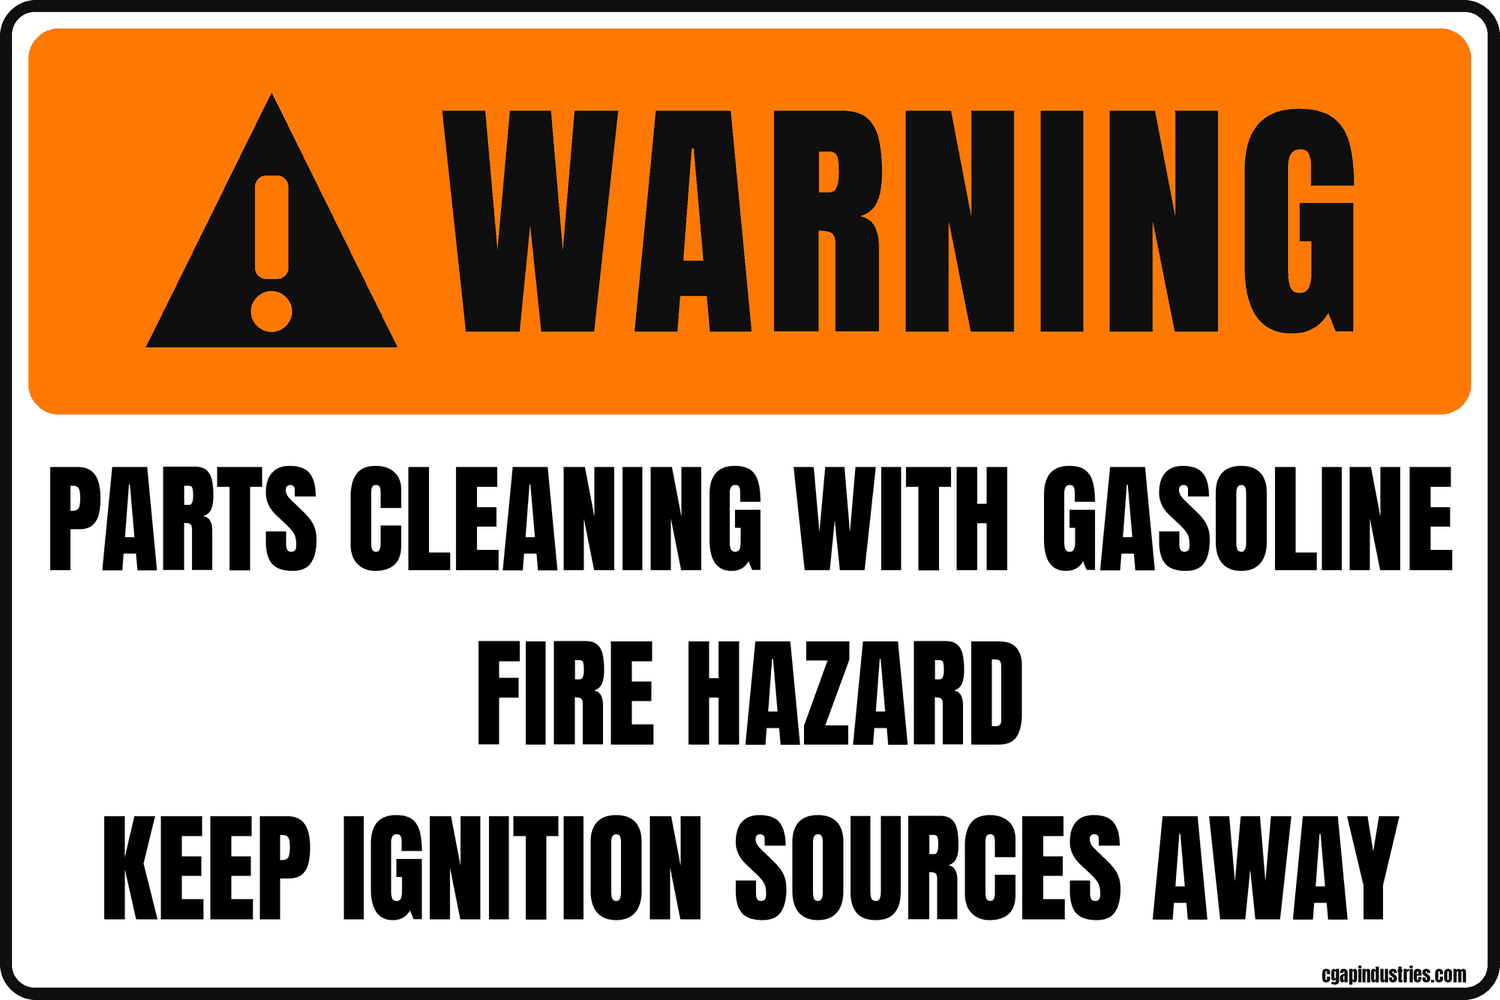 WARNING
PARTS CLEANING WITH GASOLINE
FIRE HAZARD
KEEP IGNITION SOURCES AWAY
cgapindustries.com